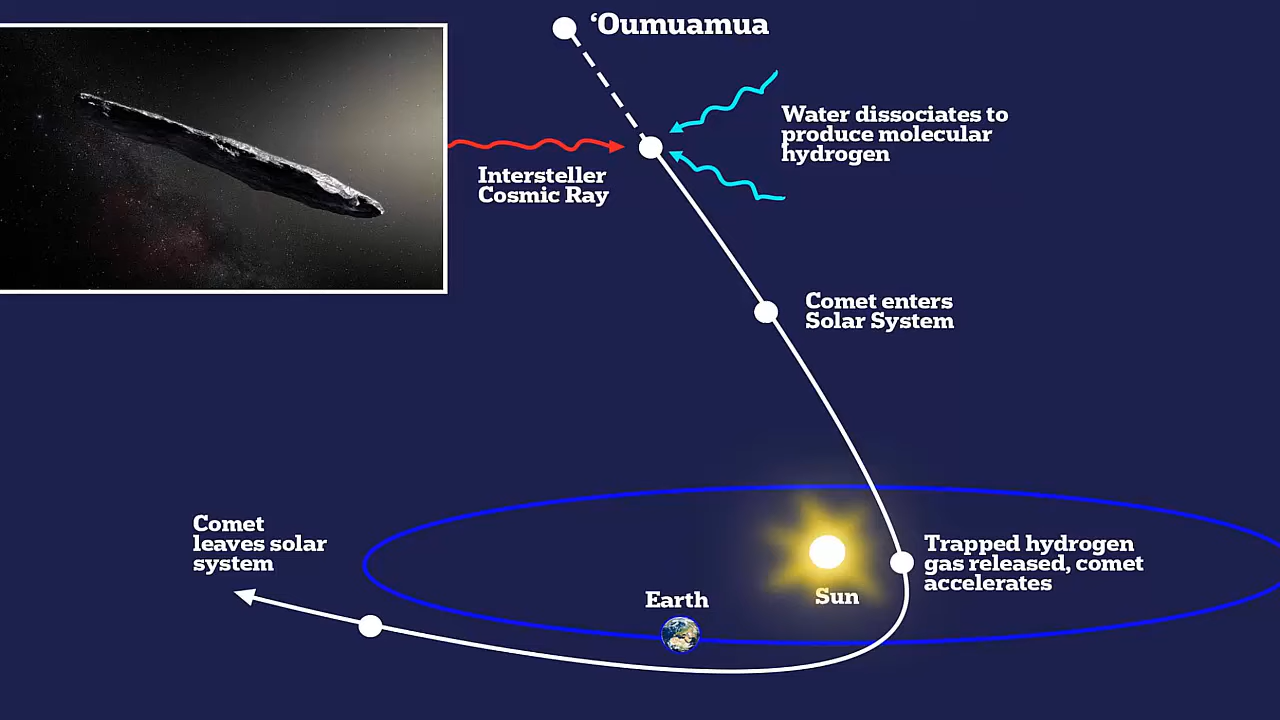 ‘Oumuamua
Water dissociates to
produce molecular
hydrogen
Intersteller
Cosmic Ray
Comet enters
Solar System
Comet
leaves solar
system
Trapped hydrogen
gas released, comet
accelerates
Earth
Sun